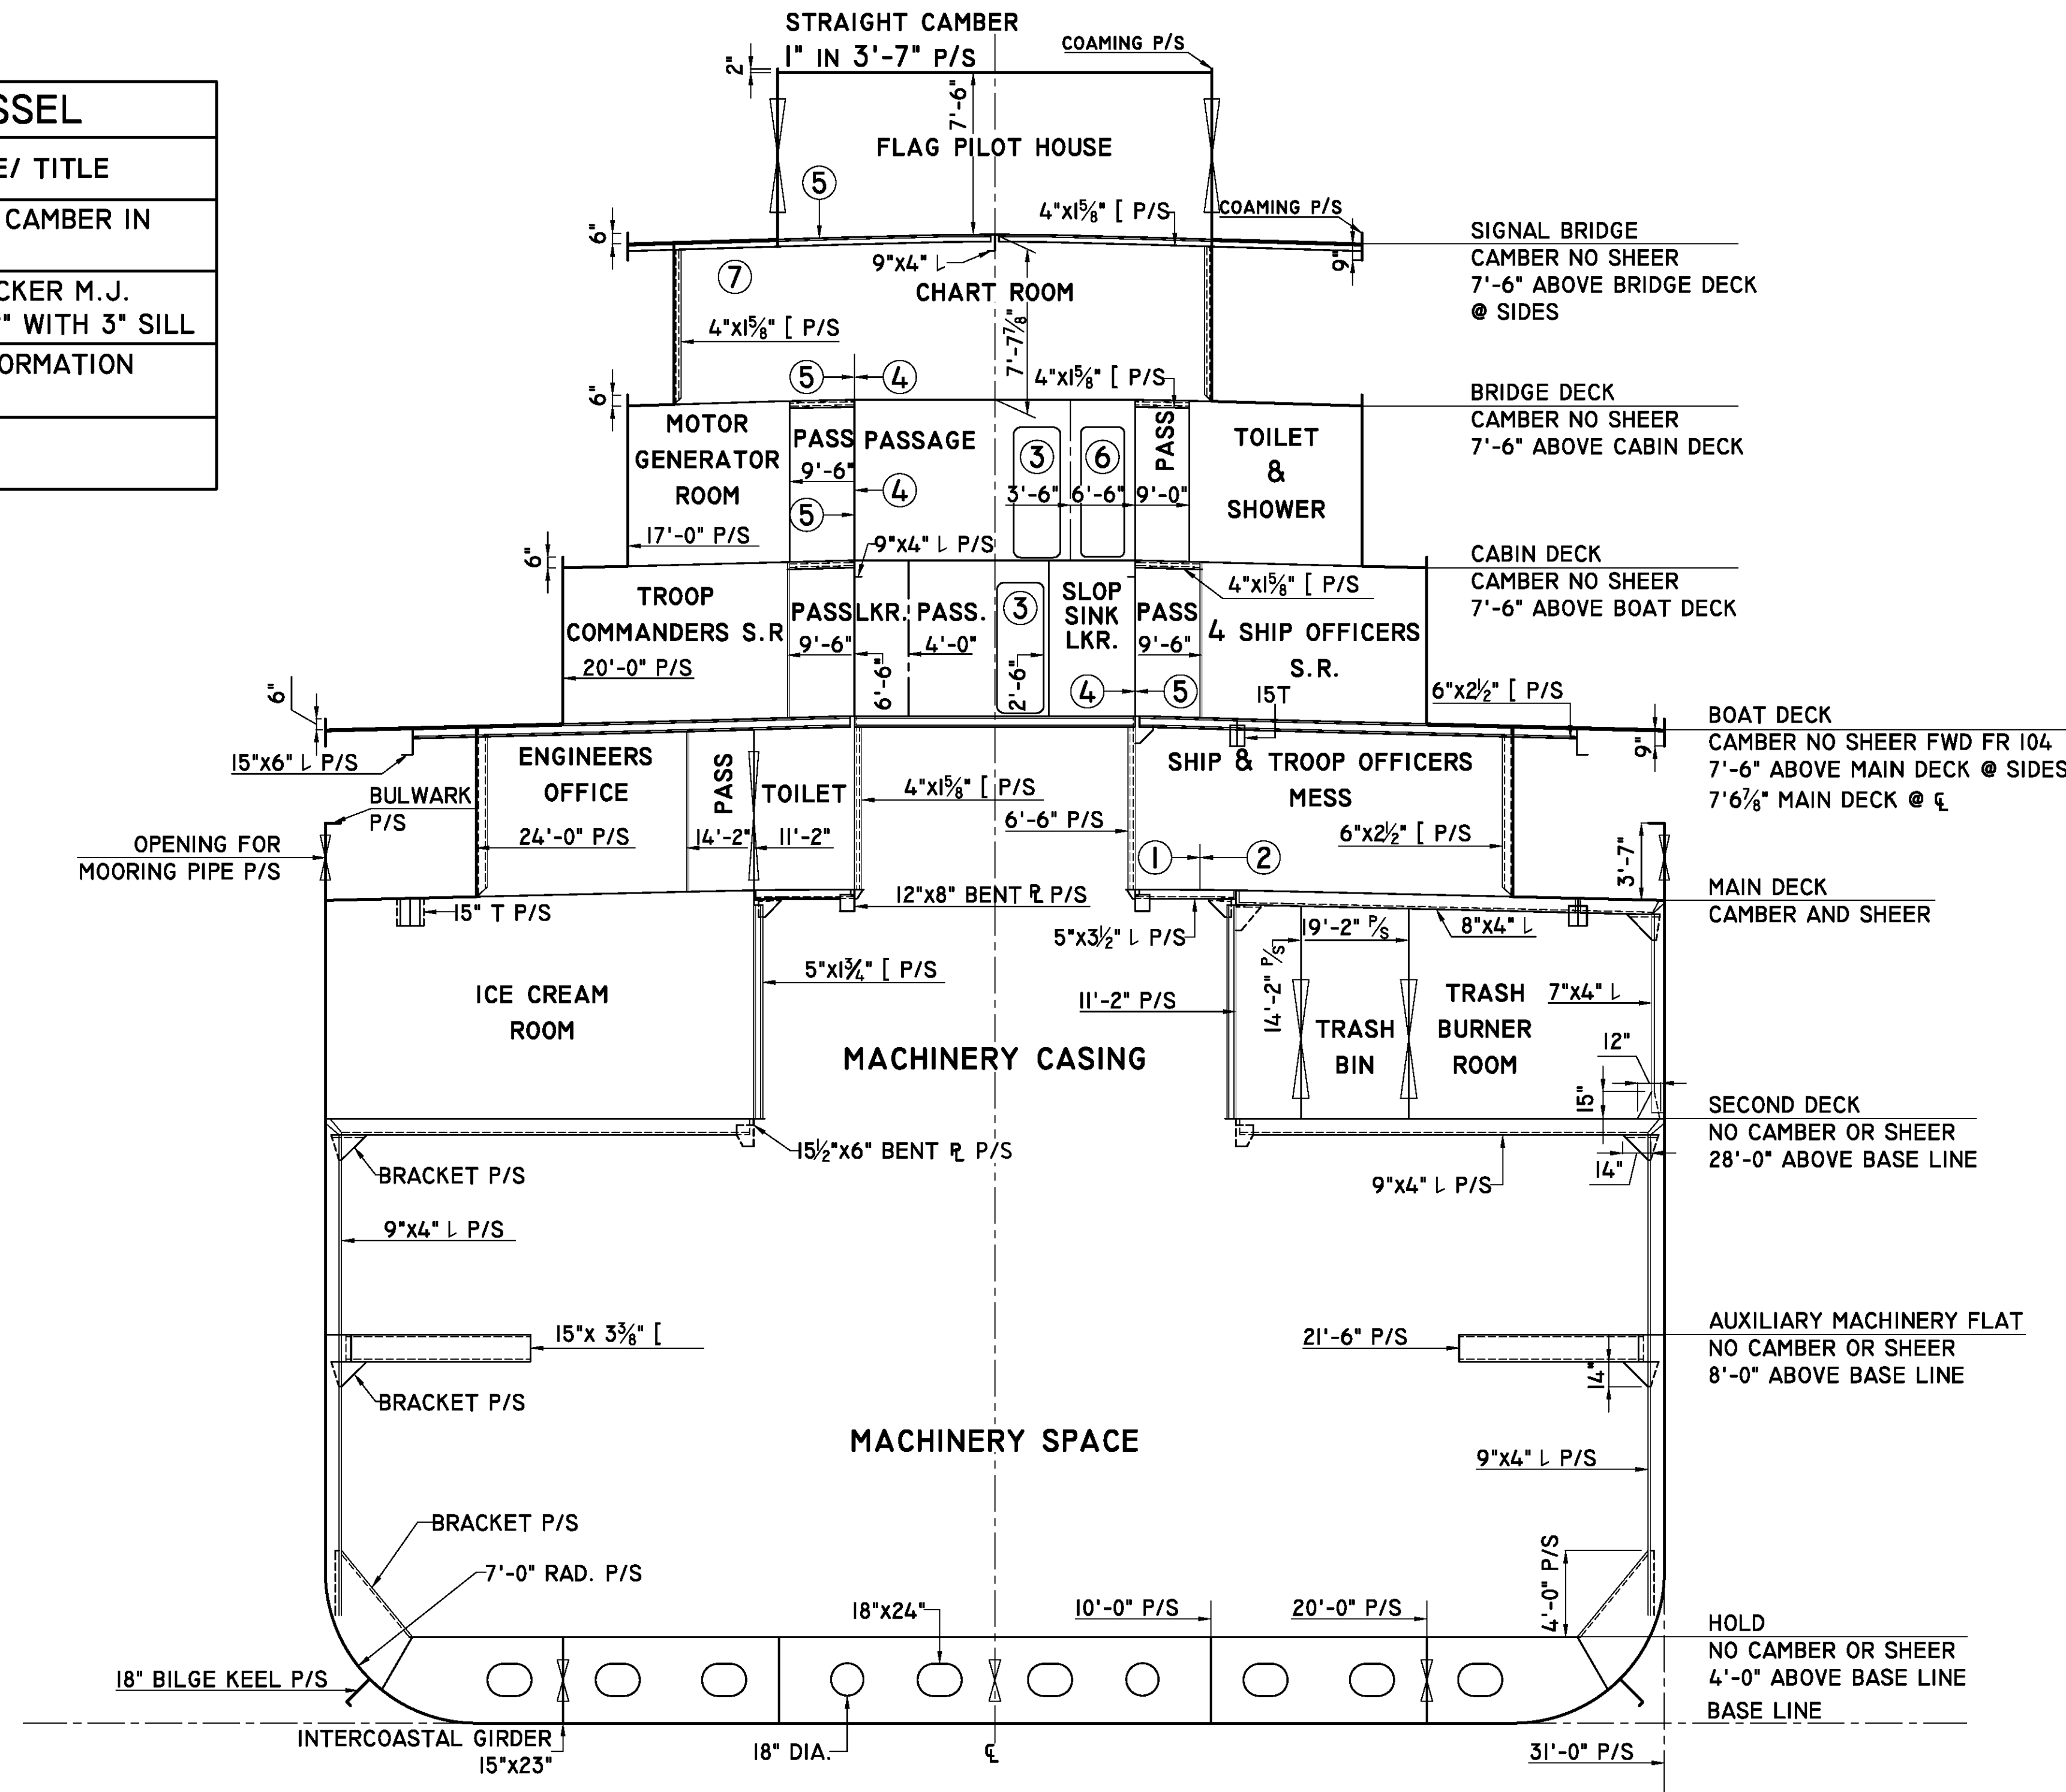 SSEL
E/ TITLE
CAMBER IN
CKER M.J.
" WITH 3" SILL
ORMATION
STRAIGHT CAMBER
1" IN 3'-7" P/S
COAMING P/S
2"
7'-6"
FLAG PILOT HOUSE
5
4"X1⅝" [ P/S
COAMING P/S
6"
9"X4" L
9"
SIGNAL BRIDGE
CAMBER NO SHEER
7'-6" ABOVE BRIDGE DECK
@ SIDES
7
CHART ROOM
4"X1⅝" [ P/S
7'-7⅞"
5
4
4"X1⅝" [ P/S
6"
BRIDGE DECK
CAMBER NO SHEER
7'-6" ABOVE CABIN DECK
MOTOR
GENERATOR
ROOM
17'-0" P/S
PASS
9'-6"
PASSAGE
4
5
3
6
3'-6"
6'-6"
9'-0"
PASS
TOILET
&
SHOWER
9"X4" L P/S
6"
CABIN DECK
CAMBER NO SHEER
7'-6" ABOVE BOAT DECK
4"X1⅝" [ P/S
TROOP
COMMANDERS S.R
20'-0" P/S
PASS
9'-6"
LKR.
6'-6"
PASS.
4'-0"
3
2'-6"
SLOP
SINK
LKR.
4
5
PASS
9'-6"
4 SHIP OFFICERS
S.R.
15T
6"X2½" [ P/S
6"
15"X6" L P/S
9"
BOAT DECK
CAMBER NO SHEER FWD FR 104
7'-6" ABOVE MAIN DECK @ SIDES
7'6⅞" MAIN DECK @ ℄
BULWARK
P/S
ENGINEERS
OFFICE
24'-0" P/S
PASS
14'-2"
TOILET
11'-2"
4"X1⅝" [ P/S
6'-6" P/S
SHIP & TROOP OFFICERS
MESS
6"X2½" [ P/S
1
2
3'-7"
OPENING FOR
MOORING PIPE P/S
MAIN DECK
CAMBER AND SHEER
15" T P/S
12"X8" BENT ⅊ P/S
5"X3½" L P/S
8"X4" L
19'-2" P/S
14'-2" P/S
5"X1¾" [ P/S
11'-2" P/S
ICE CREAM
ROOM
MACHINERY CASING
TRASH
BIN
TRASH
BURNER
ROOM
7"X4" L
12"
15"
14"
SECOND DECK
NO CAMBER OR SHEER
28'-0" ABOVE BASE LINE
15½"X6" BENT ⅊ P/S
BRACKET P/S
9"X4" L P/S
9"X4" L P/S
15"X 3⅜" [
21'-6" P/S
14"
AUXILIARY MACHINERY FLAT
NO CAMBER OR SHEER
8'-0" ABOVE BASE LINE
BRACKET P/S
MACHINERY SPACE
9"X4" L P/S
BRACKET P/S
7'-0" RAD. P/S
4'-0" P/S
18"X24"
10'-0" P/S
20'-0" P/S
HOLD
NO CAMBER OR SHEER
4'-0" ABOVE BASE LINE
BASE LINE
18" BILGE KEEL P/S
INTERCOASTAL GIRDER
15"X23"
18" DIA.
℄
31'-0" P/S